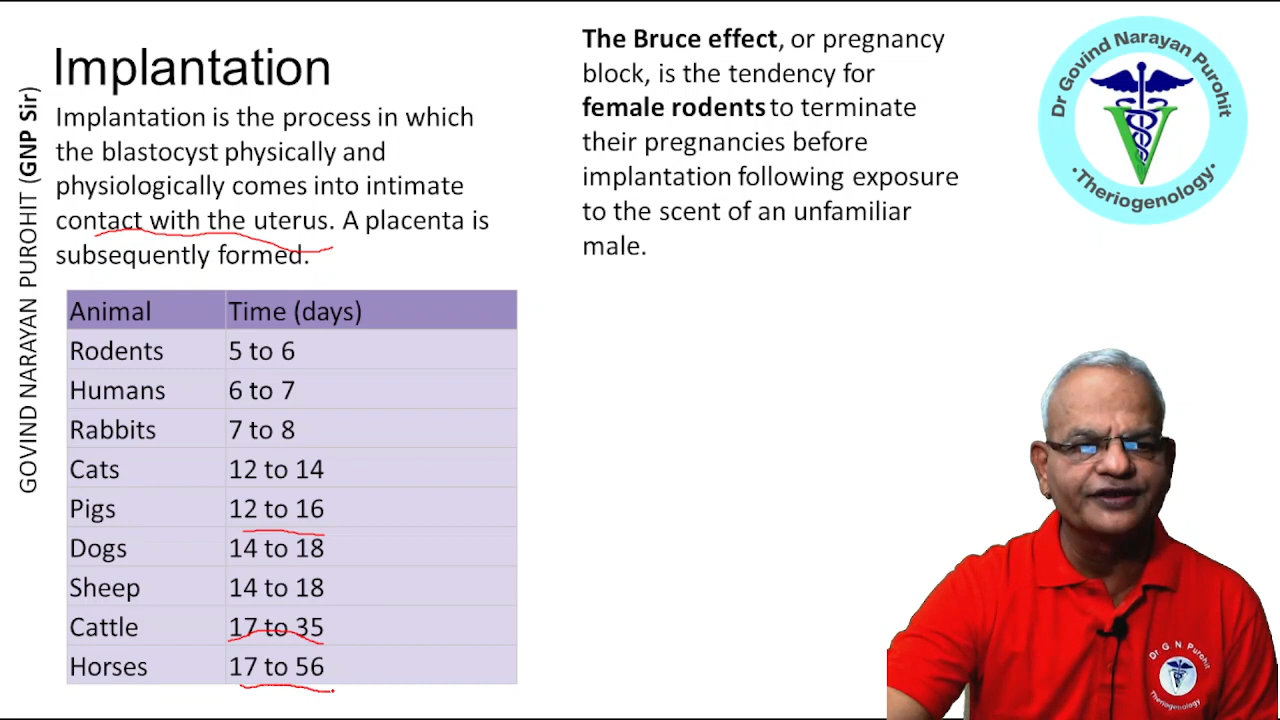 Implantation
Implantation is the process in which
the blastocyst physically and
physiologically comes into intimate
contact with the uterus. A placenta is
subsequently formed.
Animal Time (days)
Rodents 5 to 6
Humans 6 to 7
Rabbits 7 to 8
Cats 12 to 14
Pigs 12 to 16
Dogs 14 to 18
Sheep 14 to 18
Cattle 17 to 35
Horses 17 to 56
The Bruce effect, or pregnancy
block, is the tendency for
female rodents to terminate
their pregnancies before
implantation following exposure
to the scent of an unfamiliar
male.
GOVIND NARAYAN PUROHIT (GNP Sir)
Dr Govind Narayan Purohit
•Theriogenology•
Dr. G. N. Purohit
Theriogenology